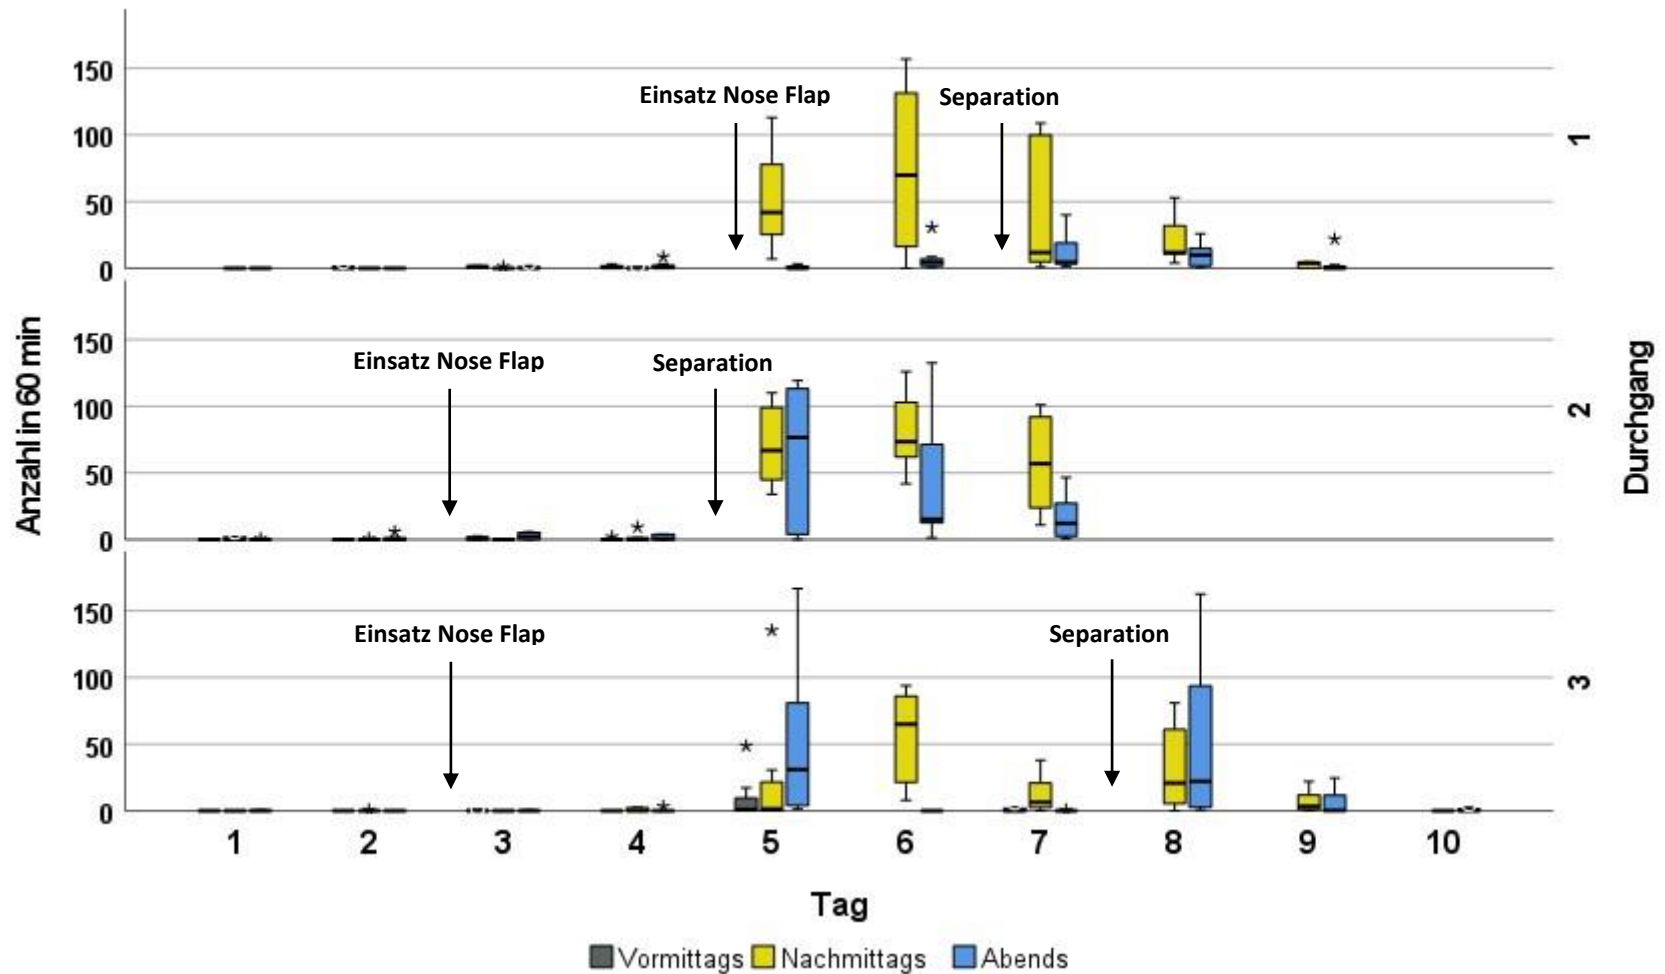 150
Einsatz Nose Flap
Separation
100
1
50
0
150
Einsatz Nose Flap
Separation
100
2
50
0
Anzahl in 60 min
Durchgang
150
Einsatz Nose Flap
Separation
100
3
50
0
1 2 3 4 5 6 7 8 9 10
Tag
Vormittags Nachmittags Abends